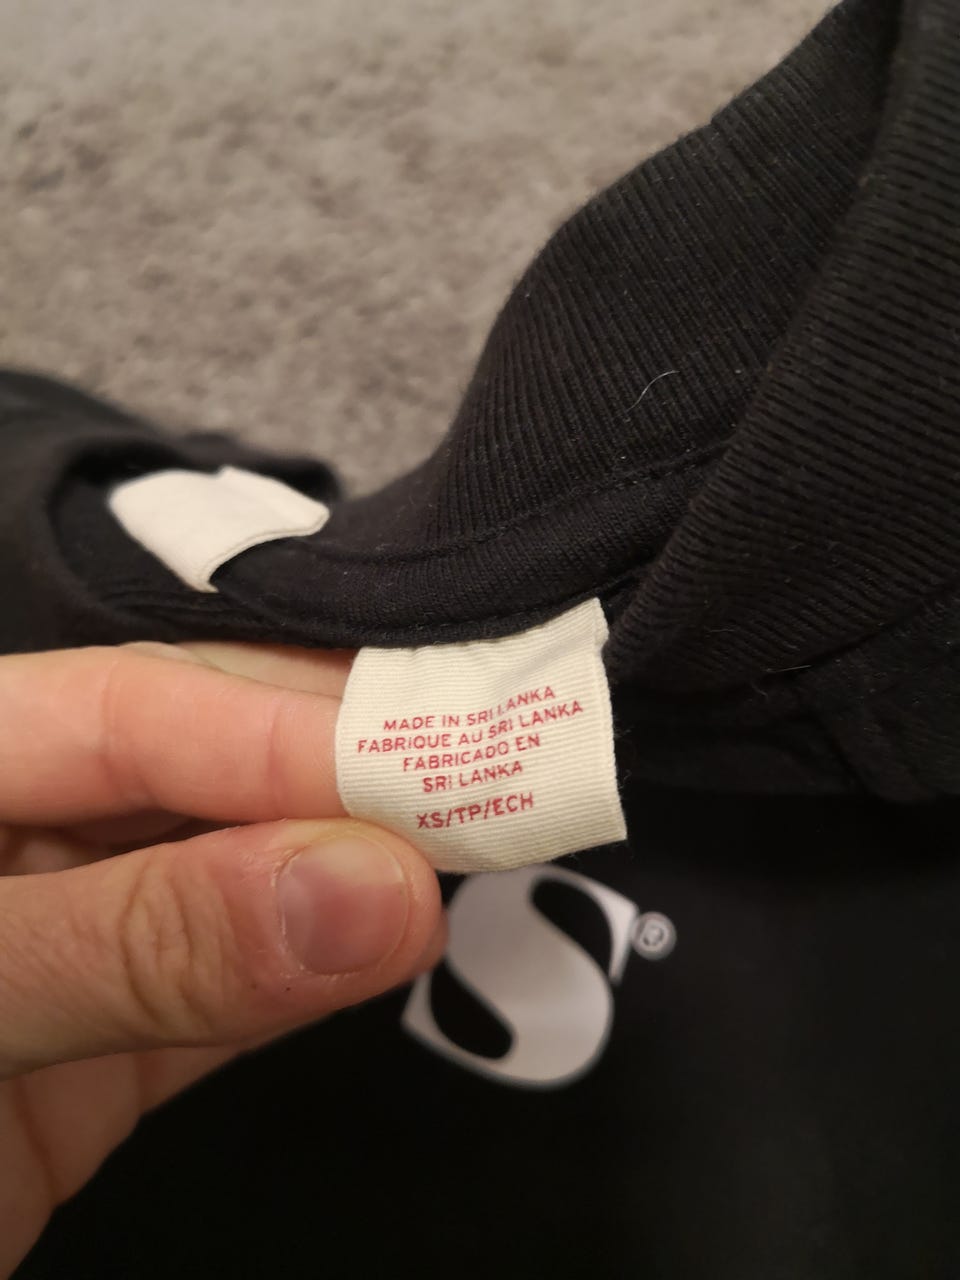 MADE IN SRI LANKA
FABRIQUE AU SRI LANKA
FABRICADO EN
SRI LANKA
XS/TP/ECH
S®